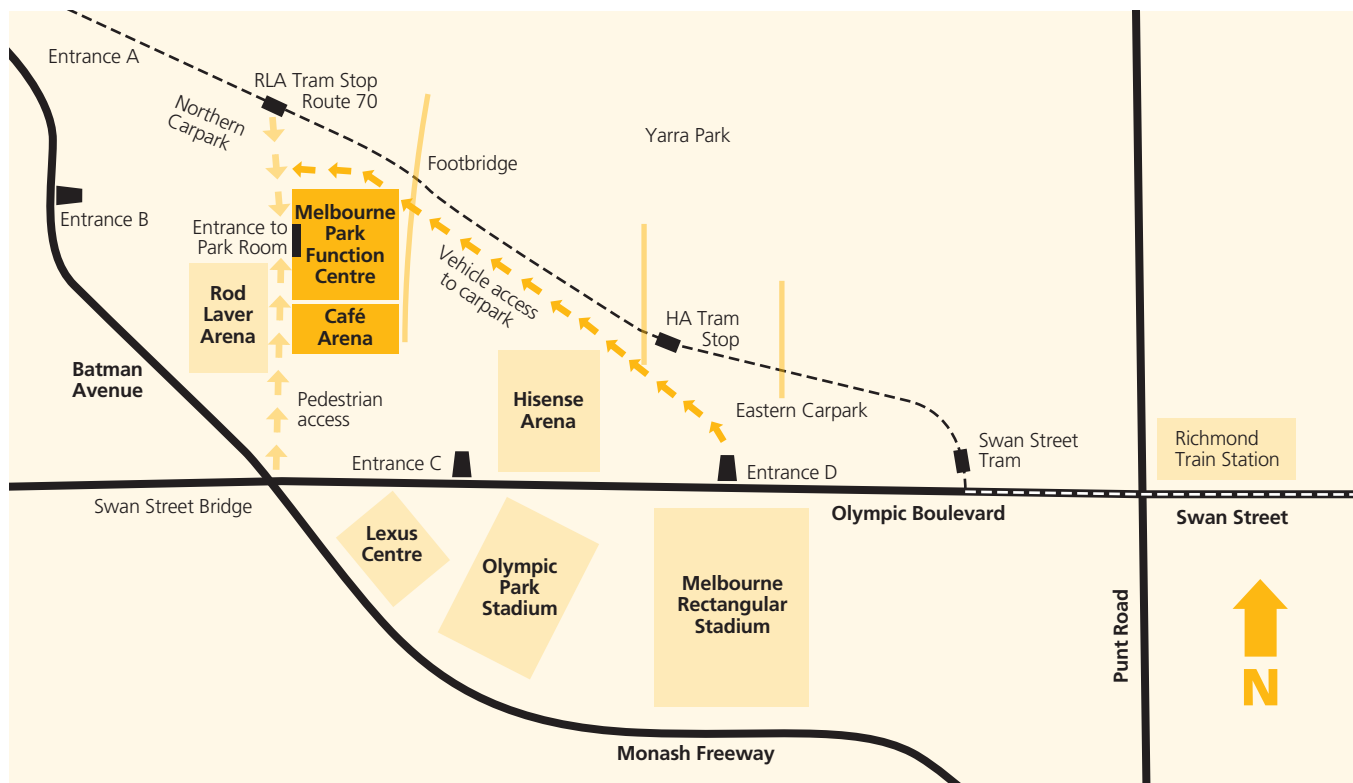 Entrance A
RLA Tram Stop
Route 70
Northern
Carpark
Yarra Park
Footbridge
Entrance B
Entrance to
Park Room
Melbourne
Park
Function
Centre
Vehicle access
to carpark
Rod
Laver
Arena
Café
Arena
HA Tram
Stop
Batman
Avenue
Pedestrian
access
Hisense
Arena
Eastern Carpark
Swan Street
Tram
Richmond
Train Station
Entrance C
Entrance D
Swan Street Bridge
Olympic Boulevard
Swan Street
Lexus
Centre
Olympic
Park
Stadium
Melbourne
Rectangular
Stadium
Punt Road
N
Monash Freeway